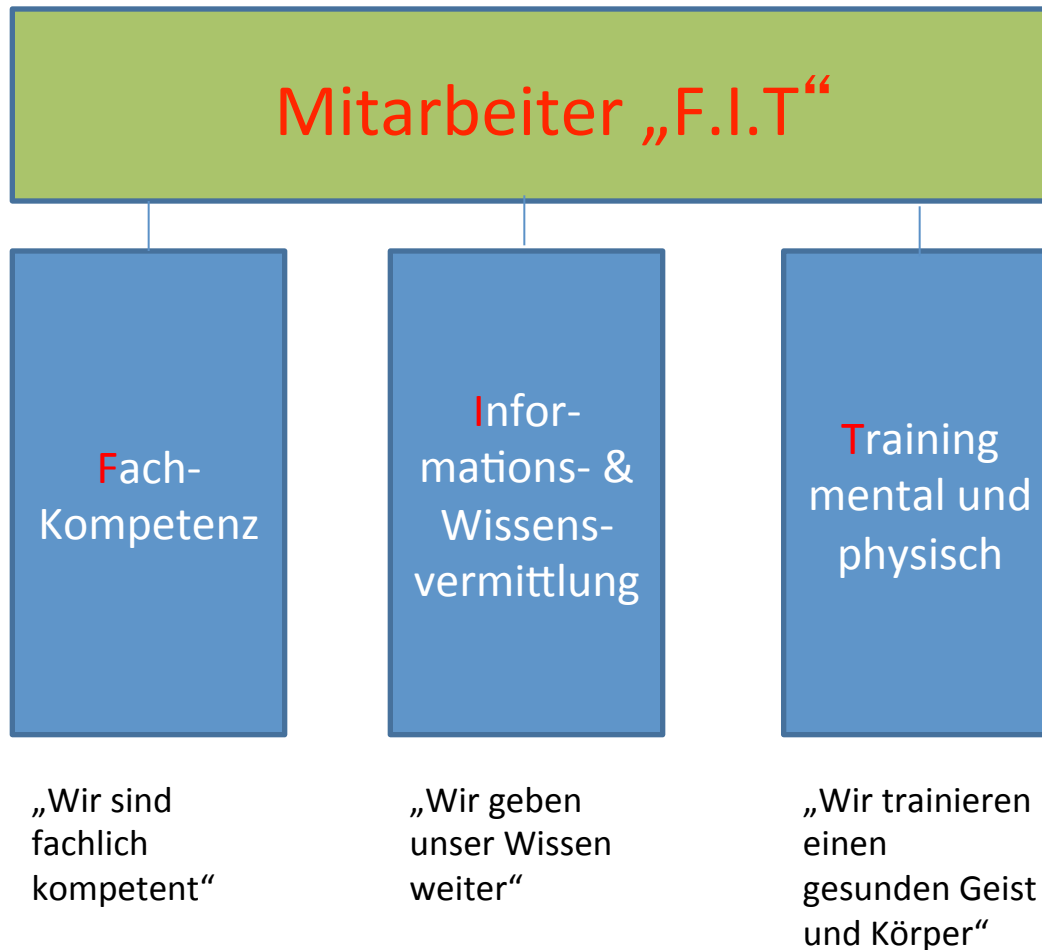 Mitarbeiter „F.I.T“
Fach-
Kompetenz
Infor-
mations- &
Wissens-
vermittlung
Training
mental und
physisch
„Wir sind
fachlich
kompetent“
„Wir geben
unser Wissen
weiter“
„Wir trainieren
einen
gesunden Geist
und Körper“